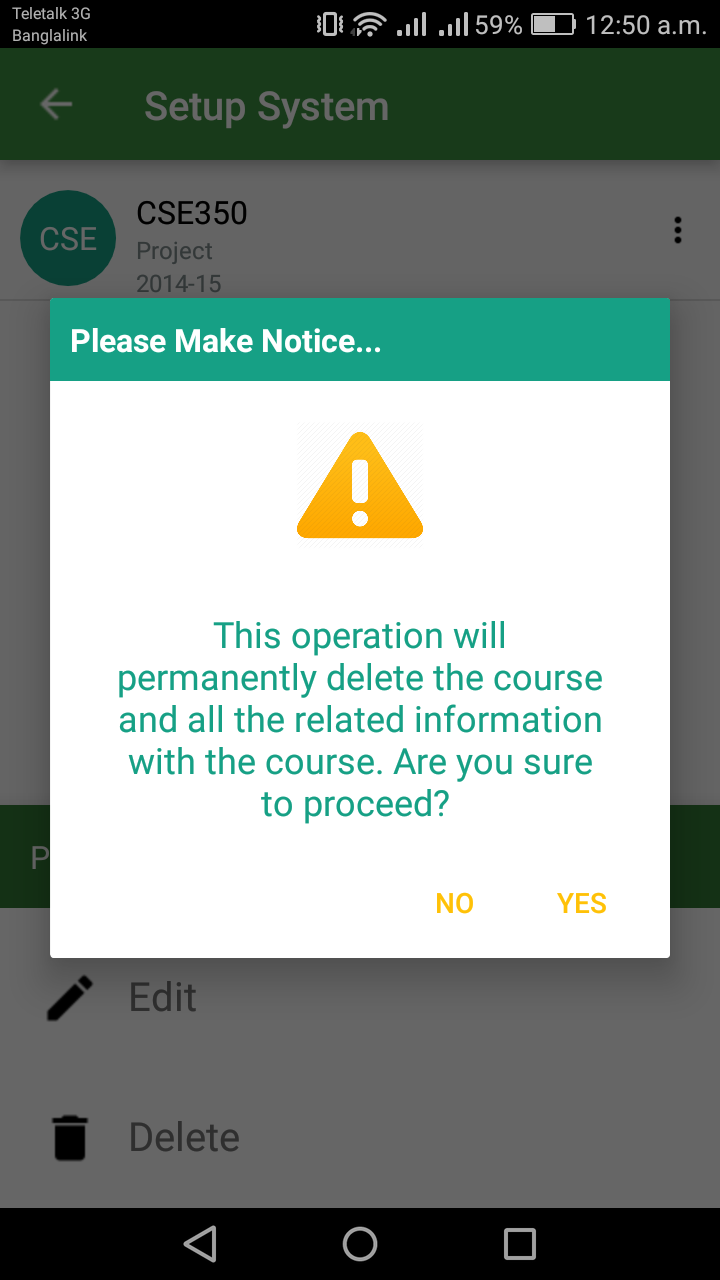 Teletalk 3G
Banglalink
59% 12:50 a.m.
Setup System
CSE
CSE350
Project
2014-15
Please Make Notice...
This operation will
permanently delete the course
and all the related information
with the course. Are you sure
to proceed?
P
NO YES
Edit
Delete